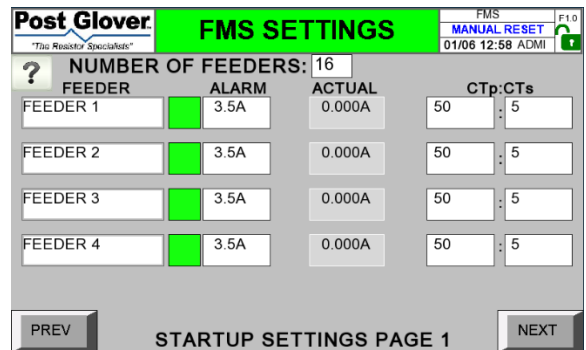 Post Glover.
"The Resistor Specialists"
FMS SETTINGS
FMS
MANUAL RESET
01/06 12:58 ADMI
F1.0
?
NUMBER OF FEEDERS: 16
FEEDER ALARM ACTUAL CTp:CTs
FEEDER 1 3.5A 0.000A 50 : 5
FEEDER 2 3.5A 0.000A 50 : 5
FEEDER 3 3.5A 0.000A 50 : 5
FEEDER 4 3.5A 0.000A 50 : 5
PREV
STARTUP SETTINGS PAGE 1
NEXT